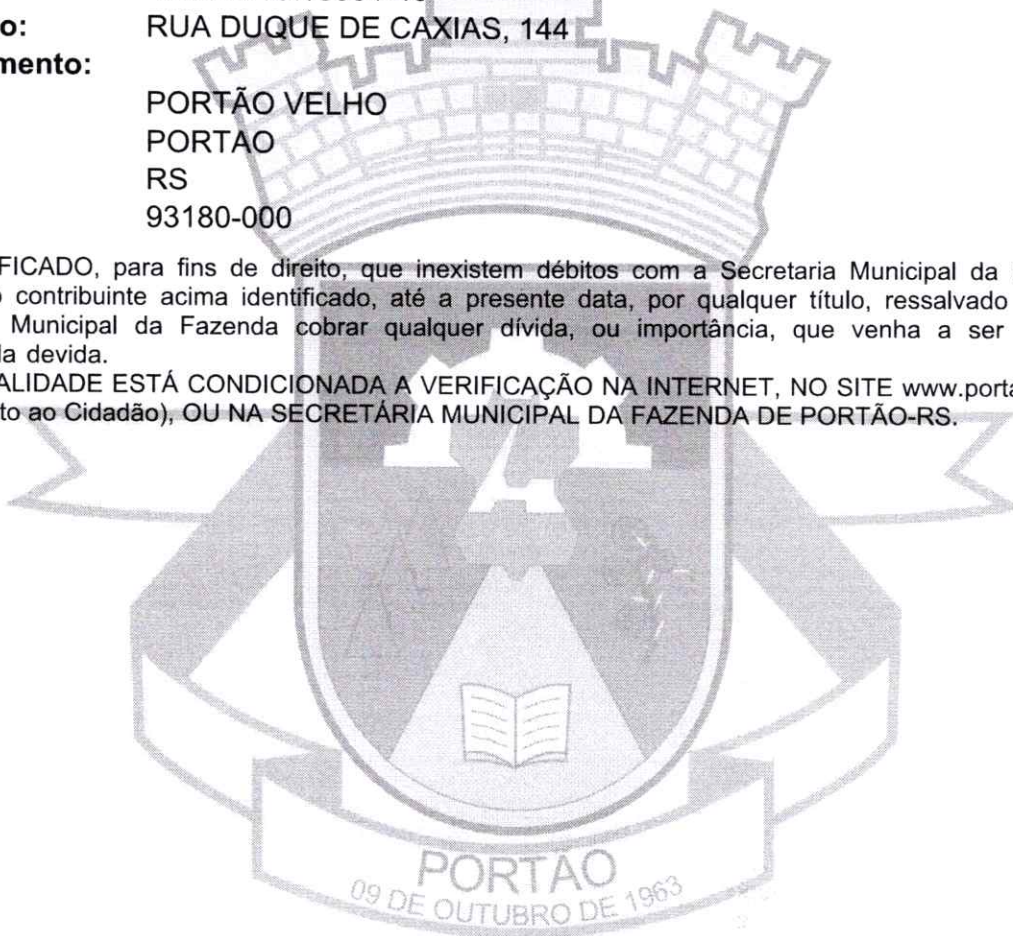 o: RUA DUQUE DE CAXIAS, 144
mento:
PORTÃO VELHO
PORTAO
RS
93180-000
FICADO, para fins de direito, que inexistem débitos com a Secretaria Municipal da
contribuinte acima identificado, até a presente data, por qualquer título, ressalvado
Municipal da Fazenda cobrar qualquer dívida, ou importância, que venha a ser
da devida.
ALIDADE ESTÁ CONDICIONADA A VERIFICAÇÃO NA INTERNET, NO SITE www.porta
to ao Cidadão), OU NA SECRETÁRIA MUNICIPAL DA FAZENDA DE PORTÃO-RS.
PORTÃO
09 DE OUTUBRO DE 1963